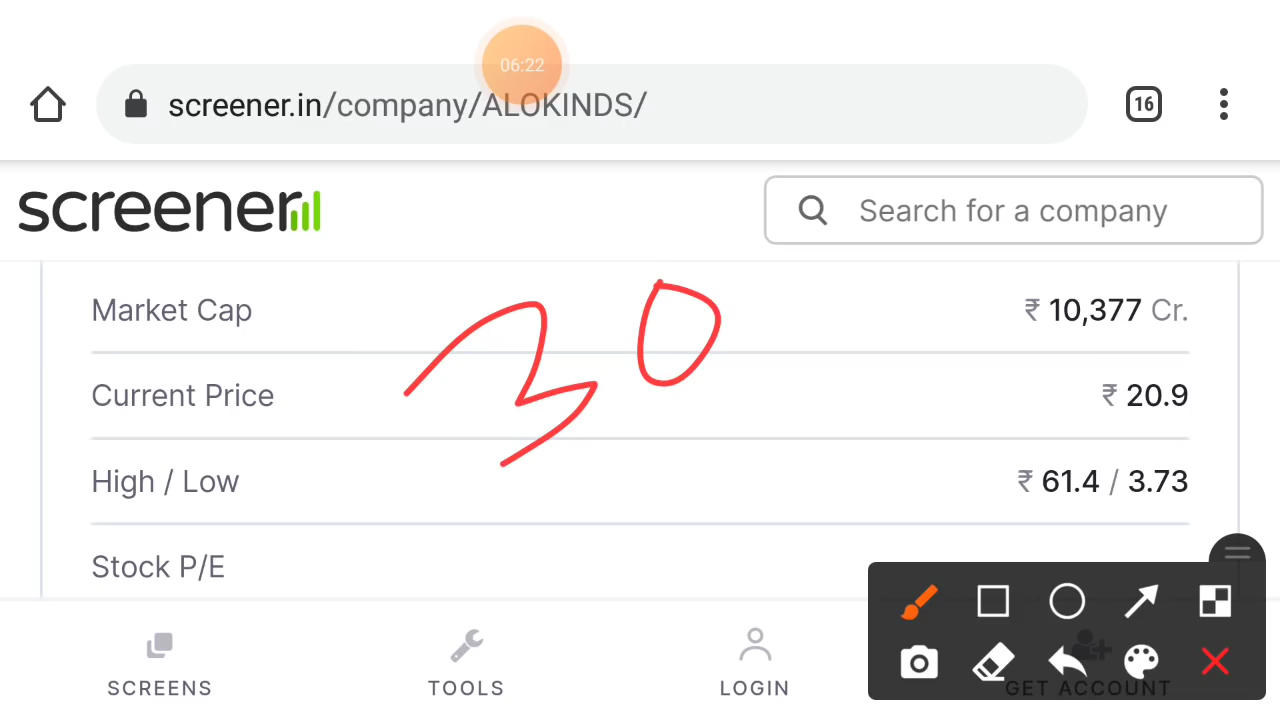 06:22
screener.in/company/ALOKINDS/
16
screener
Search for a company
Market Cap ₹ 10,377 Cr.
30
Current Price ₹ 20.9
High / Low ₹ 61.4 / 3.73
Stock P/E
SCREENS TOOLS LOGIN GET ACCOUNT